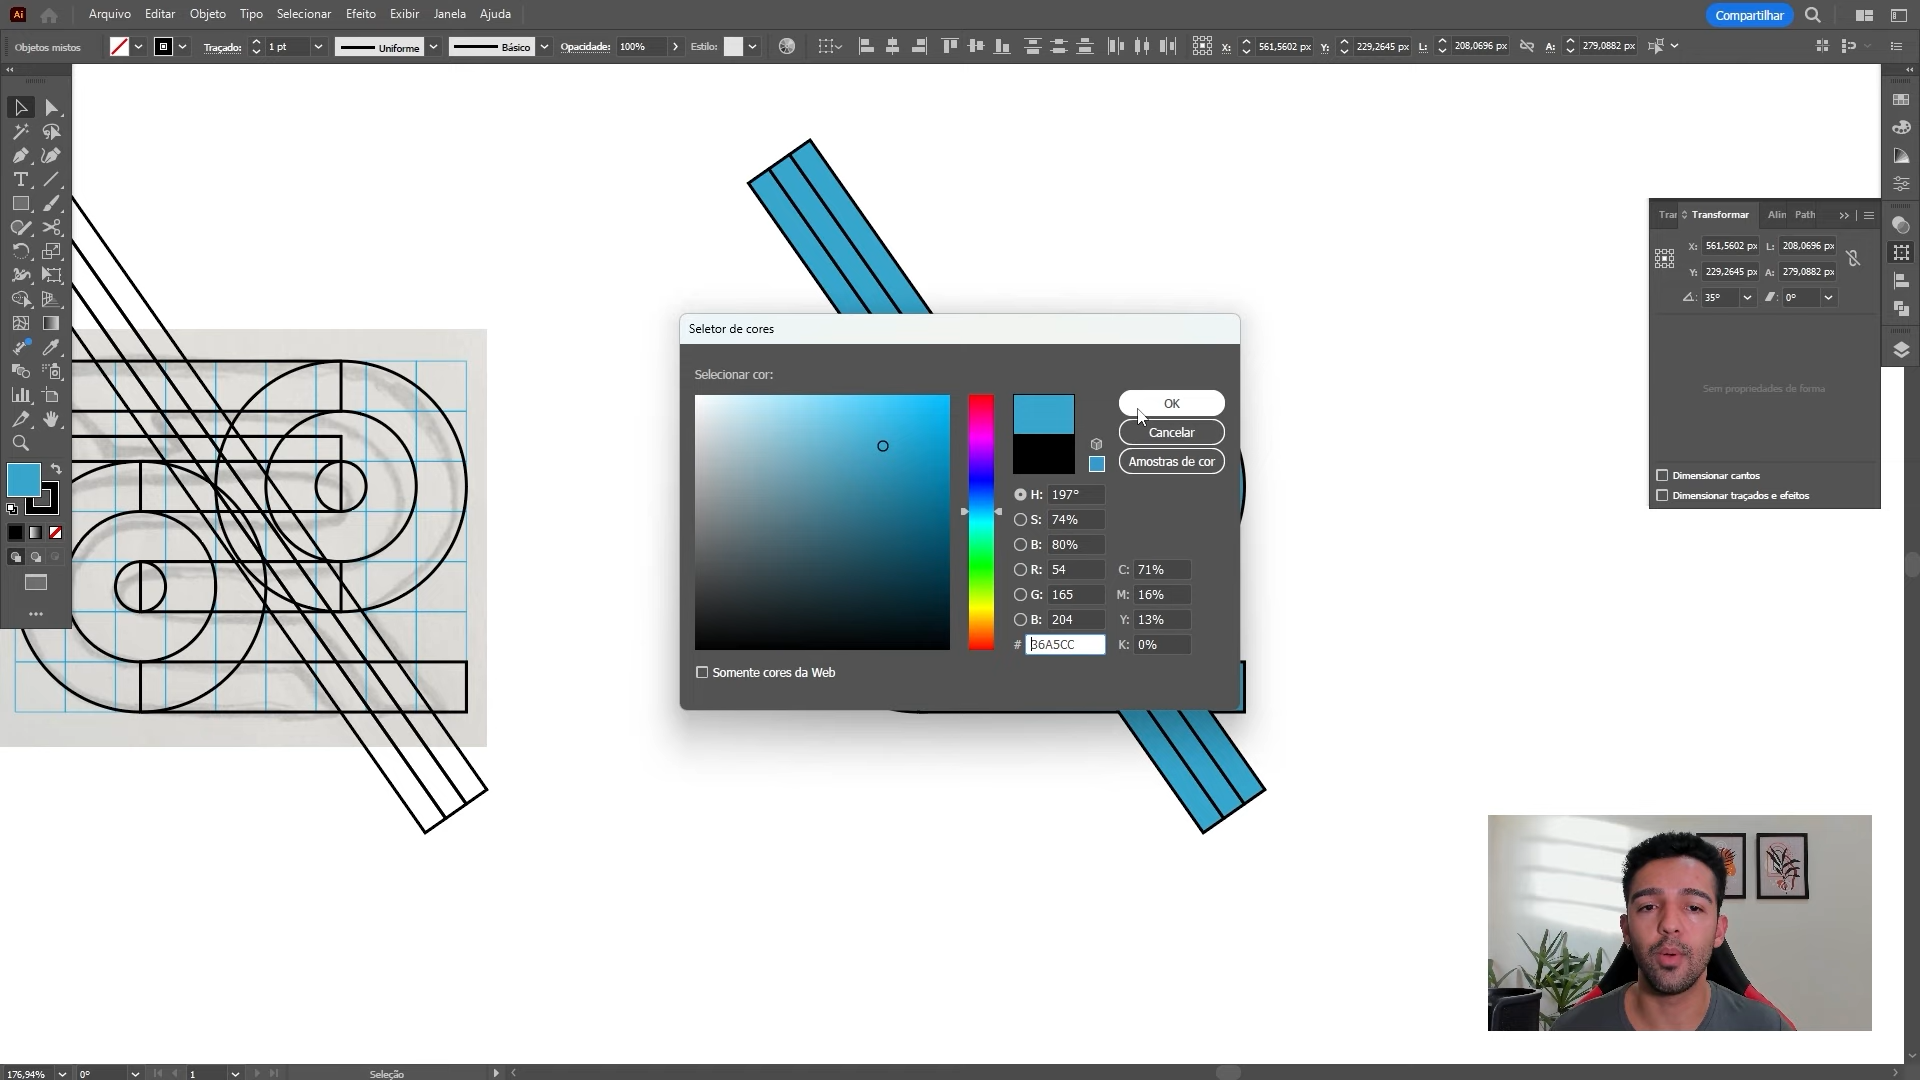 Ai Arquivo Editar Objeto Tipo Selecionar Efeito Exibir Janela Ajuda Compartilhar
Objetos mistos Traçado: 1 pt Uniforme Básico Opacidade: 100% Estilo: X: 561,5602 px Y: 229,2645 px L: 208,0696 px A: 279,0882 px
Tran Transformar Alin Path
X: 561,5602 px L: 208,0696 px
Y: 229,2645 px A: 279,0882 px
35° 0°
Sem propriedades de forma
Dimensionar cantos
Dimensionar traçados e efeitos
Seletor de cores
Selecionar cor:
OK
Cancelar
Amostras de cor
H: 197°
S: 74%
B: 80%
R: 54 C: 71%
G: 165 M: 16%
B: 204 Y: 13%
# 36A5CC K: 0%
Somente cores da Web
176,94% 0° 1 Seleção